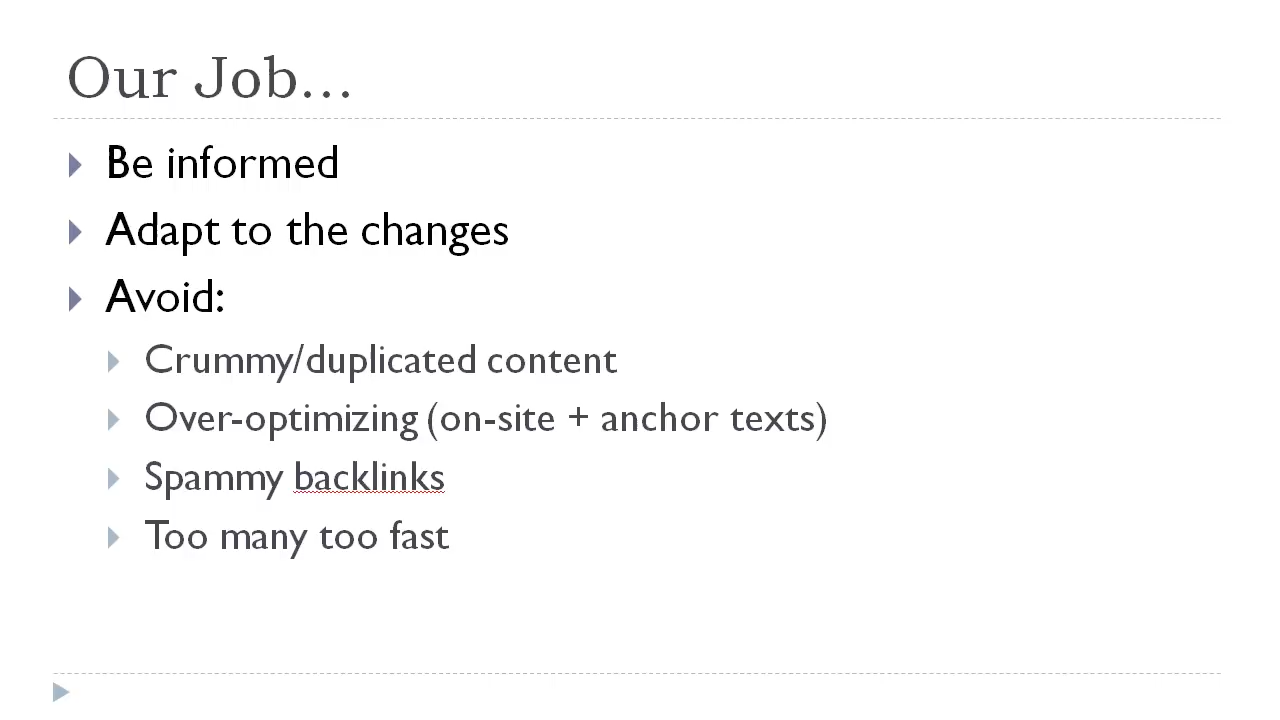 Our Job...
Be informed
Adapt to the changes
Avoid:
Crummy/duplicated content
Over-optimizing (on-site + anchor texts)
Spammy backlinks
Too many too fast